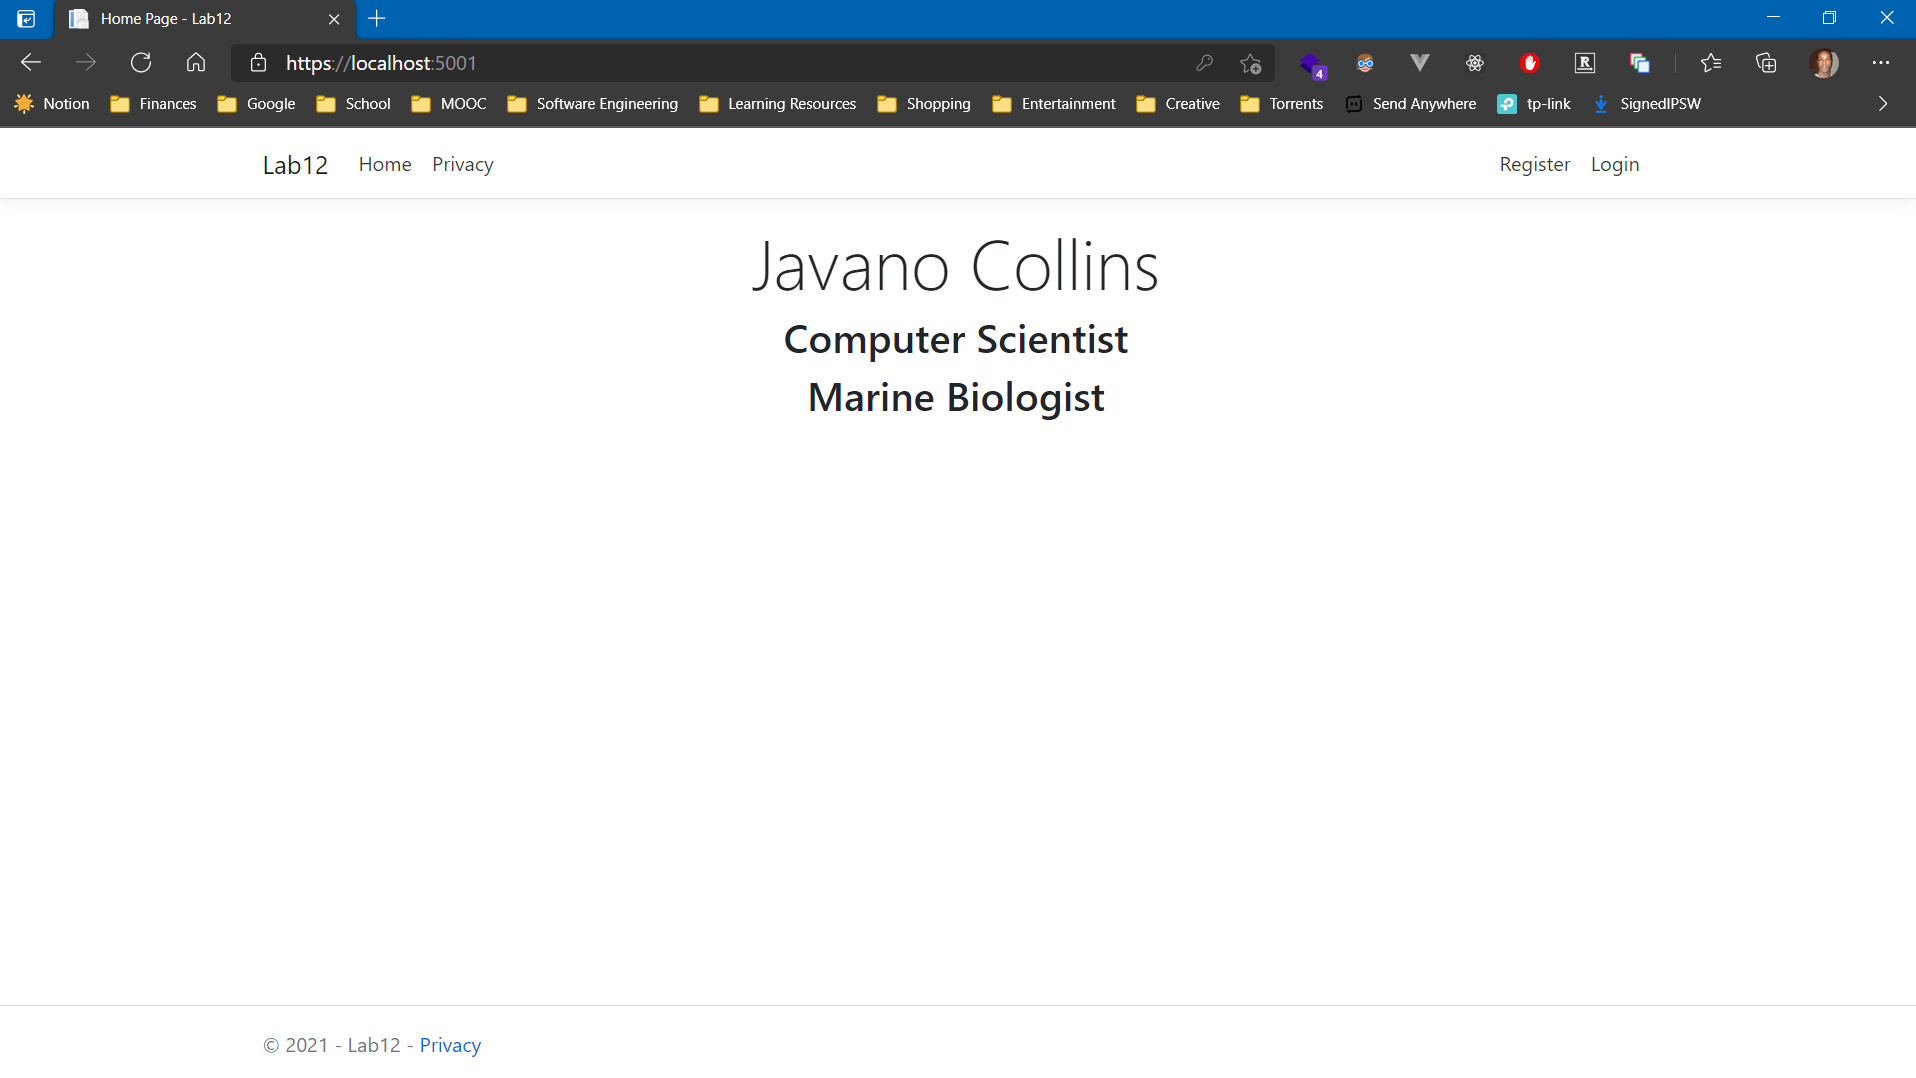 Home Page - Lab12
https://localhost:5001
4
R
Notion Finances Google School MOOC Software Engineering Learning Resources Shopping Entertainment Creative Torrents Send Anywhere tp-link SignedIPSW
Lab12 Home Privacy Register Login
Javano Collins
Computer Scientist
Marine Biologist
© 2021 - Lab12 - Privacy